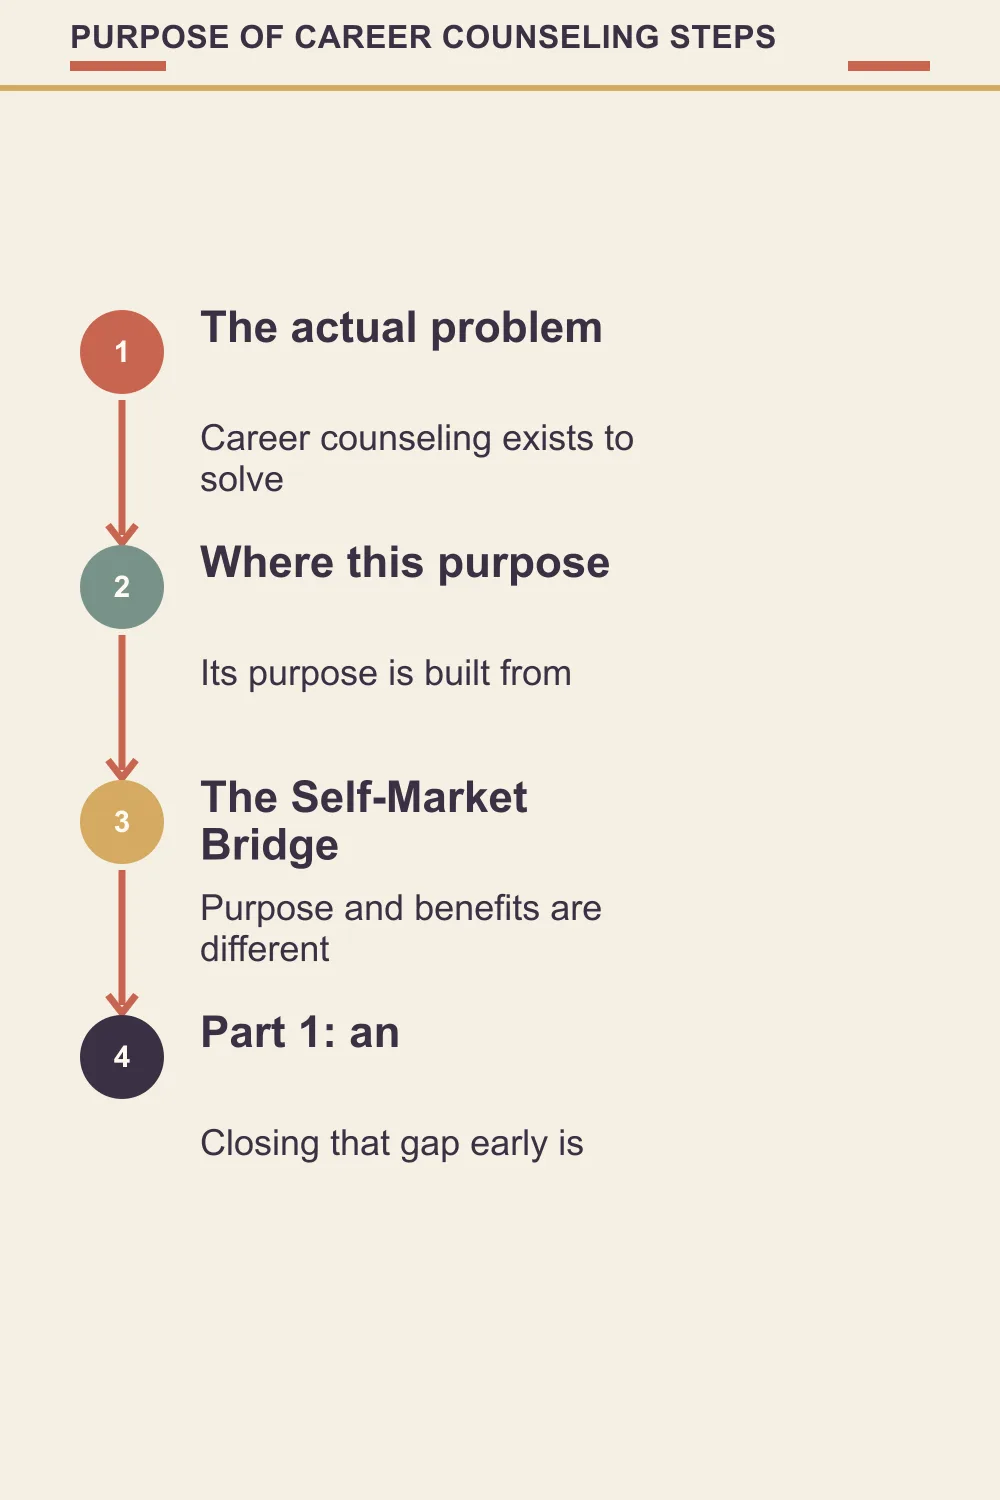 PURPOSE OF CAREER COUNSELING STEPS
1
The actual problem
Career counseling exists to
solve
2
Where this purpose
Its purpose is built from
3
The Self-Market
Bridge
Purpose and benefits are
different
4
Part 1: an
Closing that gap early is